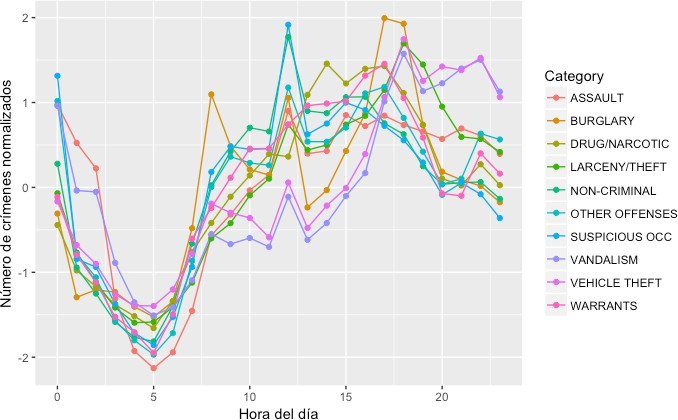 Número de crímenes normalizados
2
1
0
-1
-2
0
5
10
15
20
Hora del día
Category
ASSAULT
BURGLARY
DRUG/NARCOTIC
LARCENY/THEFT
NON-CRIMINAL
OTHER OFFENSES
SUSPICIOUS OCC
VANDALISM
VEHICLE THEFT
WARRANTS